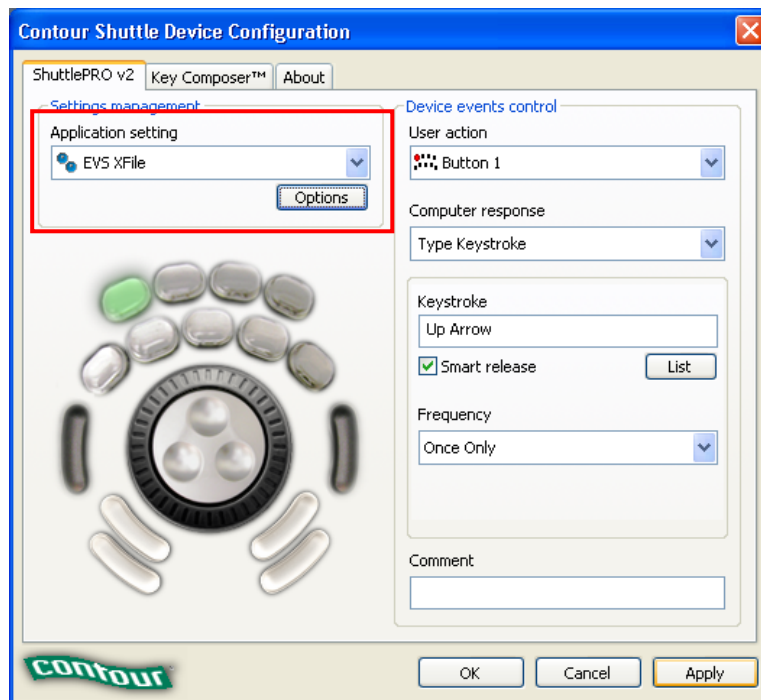 Contour Shuttle Device Configuration
ShuttlePRO v2
Key Composer™
About
Settings management
Application setting
EVS XFile
Options
Device events control
User action
Button 1
Computer response
Type Keystroke
Keystroke
Up Arrow
Smart release
List
Frequency
Once Only
Comment
contour
OK
Cancel
Apply